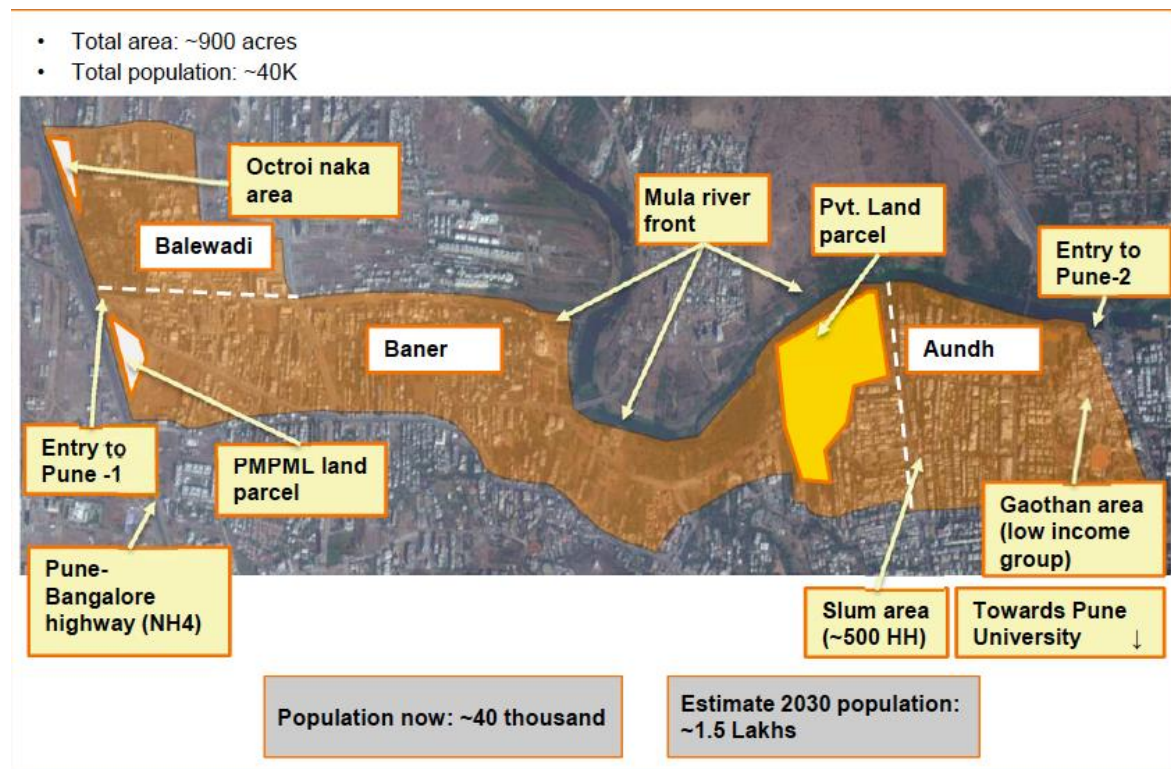 • Total area: ~900 acres
• Total population: ~40K
Octroi naka
area
Balewadi
Mula river
front
Pvt. Land
parcel
Entry to
Pune-2
Baner
Aundh
Entry to
Pune -1
PMPML land
parcel
Gaothan area
(low income
group)
Pune-
Bangalore
highway (NH4)
Slum area
(~500 HH)
Towards Pune
University ↓
Population now: ~40 thousand
Estimate 2030 population:
~1.5 Lakhs